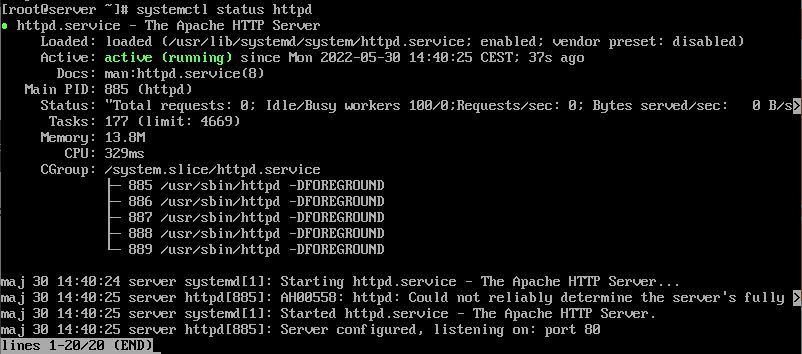 [root@server ~]# systemctl status httpd
● httpd.service - The Apache HTTP Server
Loaded: loaded (/usr/lib/systemd/system/httpd.service; enabled; vendor preset: disabled)
Active: active (running) since Mon 2022-05-30 14:40:25 CEST; 37s ago
Docs: man:httpd.service(8)
Main PID: 885 (httpd)
Status: "Total requests: 0; Idle/Busy workers 100/0;Requests/sec: 0; Bytes served/sec:   0 B/s>
Tasks: 177 (limit: 4669)
Memory: 13.8M
CPU: 329ms
CGroup: /system.slice/httpd.service
├─ 885 /usr/sbin/httpd -DFOREGROUND
├─ 886 /usr/sbin/httpd -DFOREGROUND
├─ 887 /usr/sbin/httpd -DFOREGROUND
├─ 888 /usr/sbin/httpd -DFOREGROUND
└─ 889 /usr/sbin/httpd -DFOREGROUND
maj 30 14:40:24 server systemd[1]: Starting httpd.service - The Apache HTTP Server...
maj 30 14:40:25 server httpd[885]: AH00558: httpd: Could not reliably determine the server's fully >
maj 30 14:40:25 server systemd[1]: Started httpd.service - The Apache HTTP Server.
maj 30 14:40:25 server httpd[885]: Server configured, listening on: port 80
lines 1-20/20 (END)